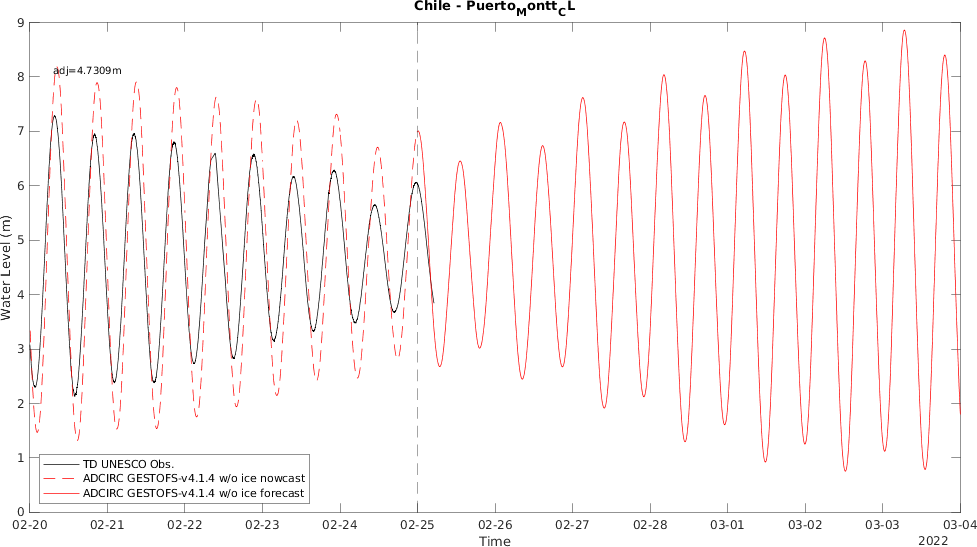 Chile - Puerto_Montt_CL
9
8
7
6
5
4
3
2
1
0
Water Level (m)
adj=4.7309m
TD UNESCO Obs.
ADCIRC GESTOFS-v4.1.4 w/o ice nowcast
ADCIRC GESTOFS-v4.1.4 w/o ice forecast
02-20 02-21 02-22 02-23 02-24 02-25 02-26 02-27 02-28 03-01 03-02 03-03 03-04
Time
2022